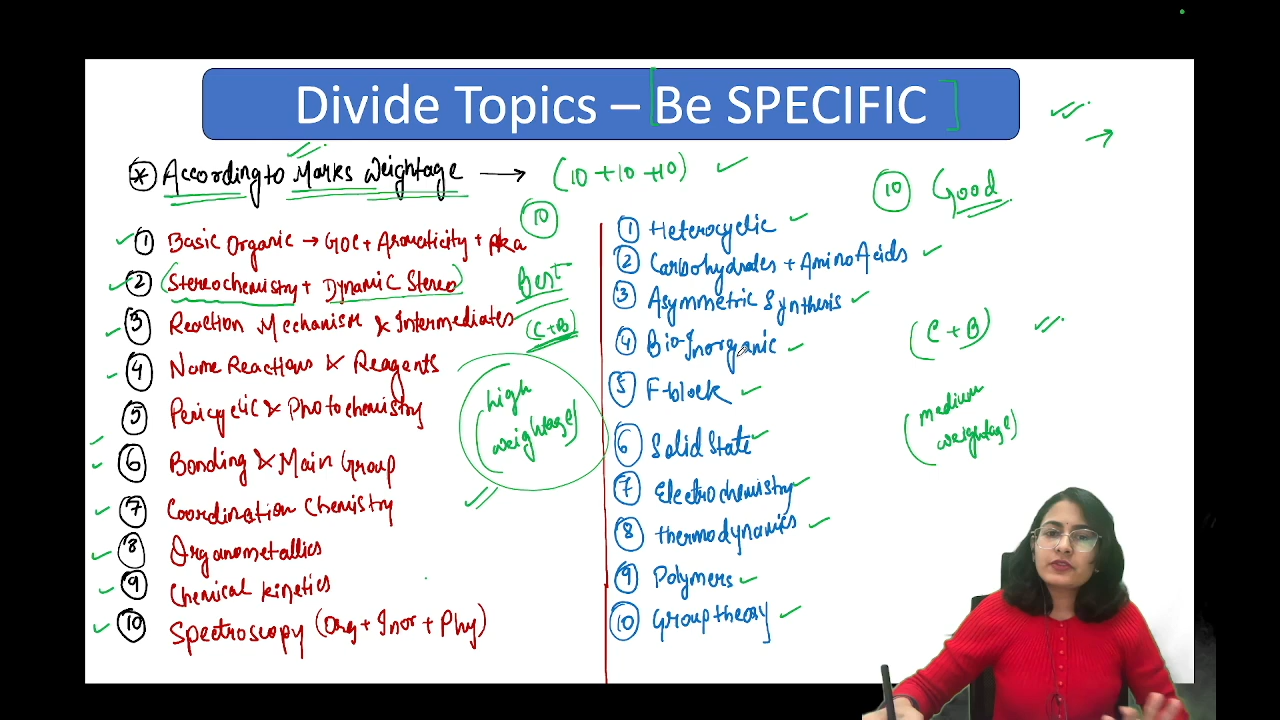 Divide Topics – [Be SPECIFIC]
* According to Marks Weightage → (10+10+10)
① Basic Organic → GOC + Aromaticity + pKa
② (Stereochemistry + Dynamic Stereo)
③ Reaction Mechanism & Intermediates
④ Name Reactions & Reagents
⑤ Pericyclic & Photochemistry
⑥ Bonding & Main Group
⑦ Coordination Chemistry
⑧ Organometallics
⑨ Chemical kinetics
⑩ Spectroscopy (Org + Inor + Phy)
⑩
Best
(C+B)
(high
weightage)
① Heterocyclic
② Carbohydrates + Amino Acids
③ Asymmetric Synthesis
④ Bio-Inorganic
⑤ F-block
⑥ Solid State
⑦ Electrochemistry
⑧ thermodynamics
⑨ Polymers
⑩ Group theory
⑩ Good
(C+B)
(medium
weightage)